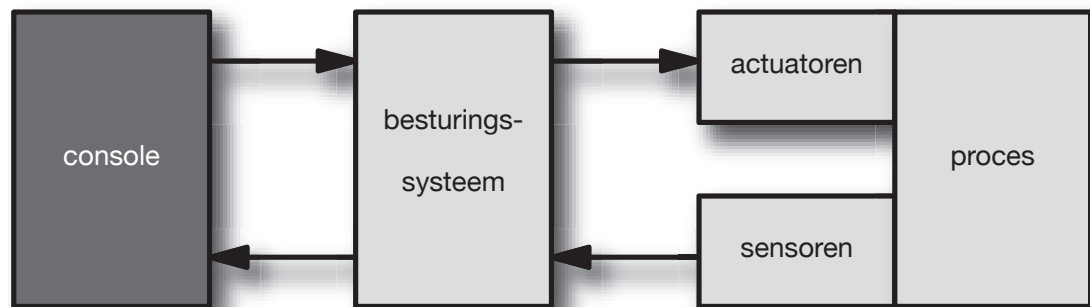 console
besturings-
systeem
actuatoren
sensoren
proces